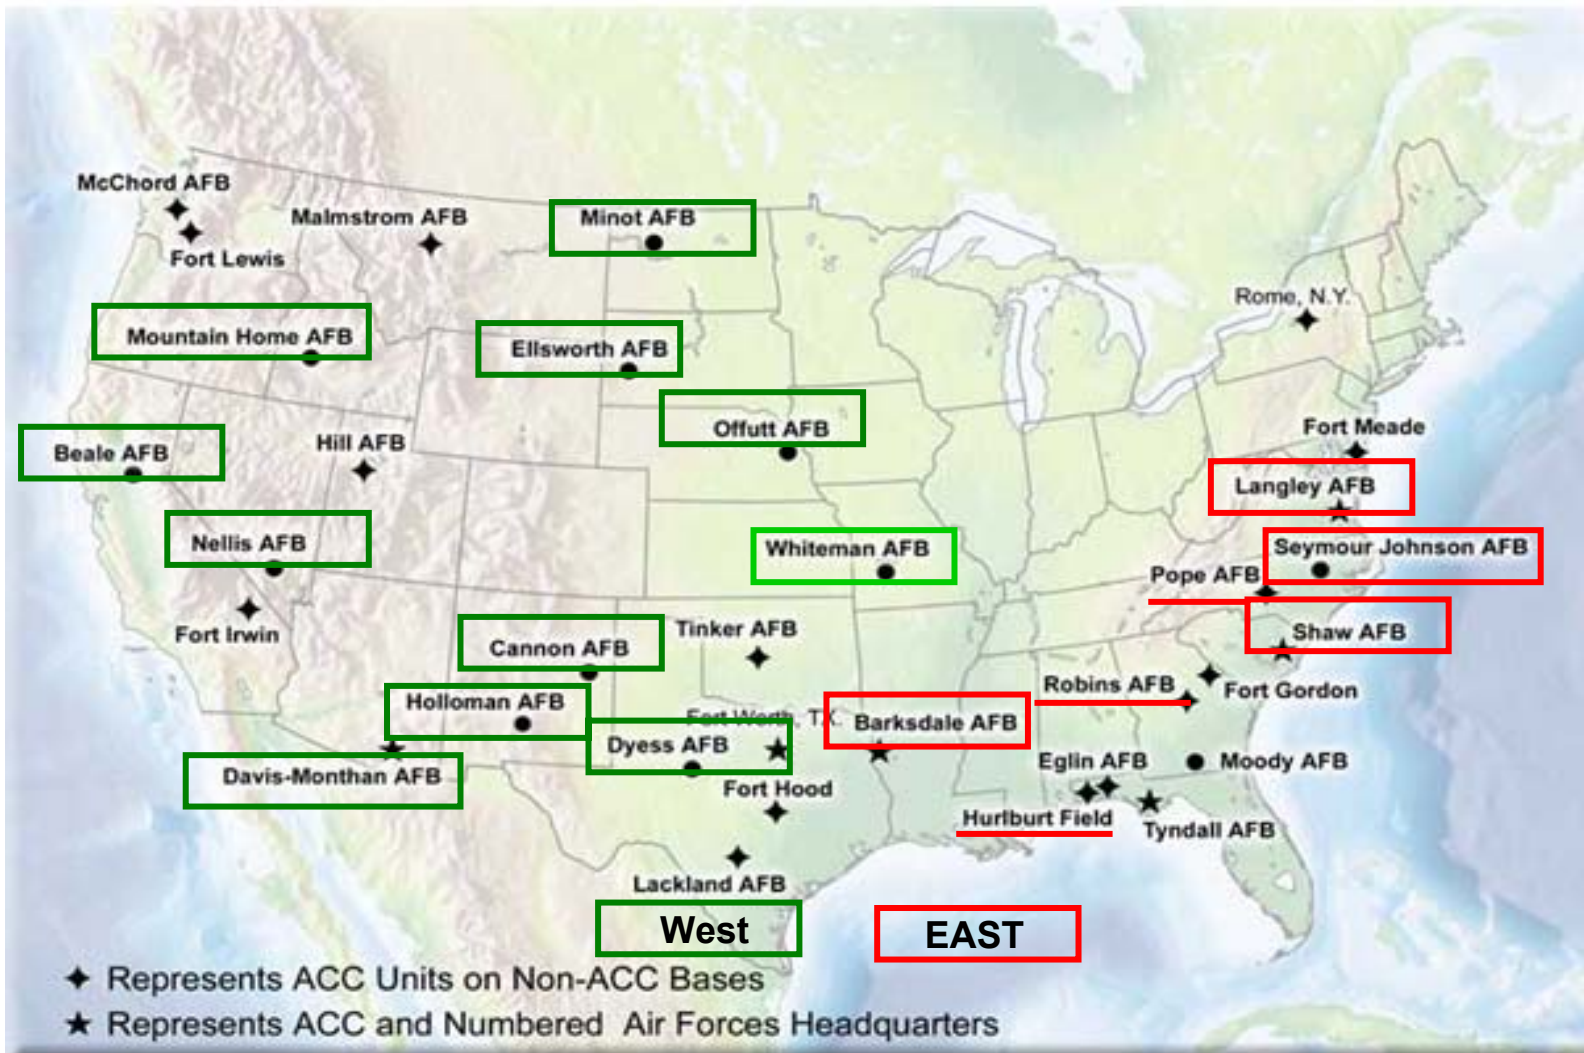 McChord AFB
Fort Lewis
Malmstrom AFB
Minot AFB
Mountain Home AFB
Ellsworth AFB
Rome, N.Y.
Beale AFB
Hill AFB
Offutt AFB
Fort Meade
Langley AFB
Nellis AFB
Whiteman AFB
Seymour Johnson AFB
Pope AFB
Fort Irwin
Cannon AFB
Tinker AFB
Shaw AFB
Holloman AFB
Fort Worth, TX.
Robins AFB
Fort Gordon
Barksdale AFB
Dyess AFB
Davis-Monthan AFB
Fort Hood
Eglin AFB
Moody AFB
Hurlburt Field
Tyndall AFB
Lackland AFB
West
EAST
Represents ACC Units on Non-ACC Bases
Represents ACC and Numbered Air Forces Headquarters